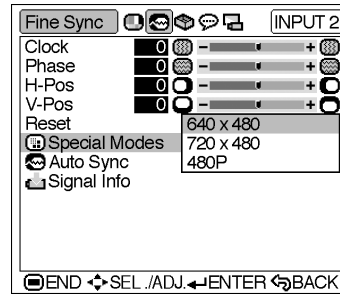 Fine Sync INPUT 2
Clock 0 - +
Phase 0 - +
H-Pos 0 - +
V-Pos 0 - +
Reset
640 x 480
Special Modes
720 x 480
Auto Sync
480P
Signal Info
END SEL./ADJ. ENTER BACK